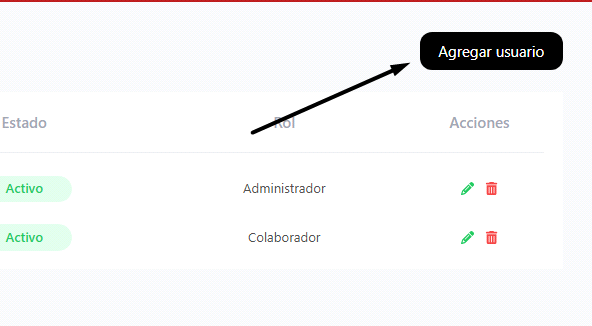 Agregar usuario
Estado Rol Acciones
Activo Administrador
Activo Colaborador